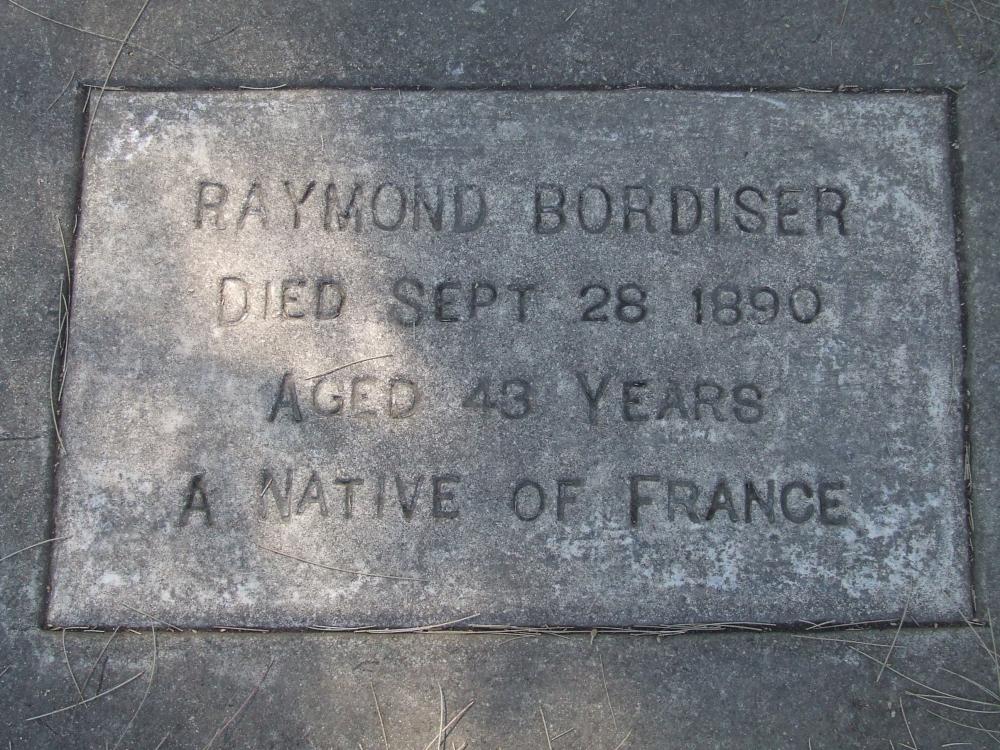 RAYMOND BORDISER
DIED SEPT 28 1890
AGED 43 YEARS
A NATIVE OF FRANCE